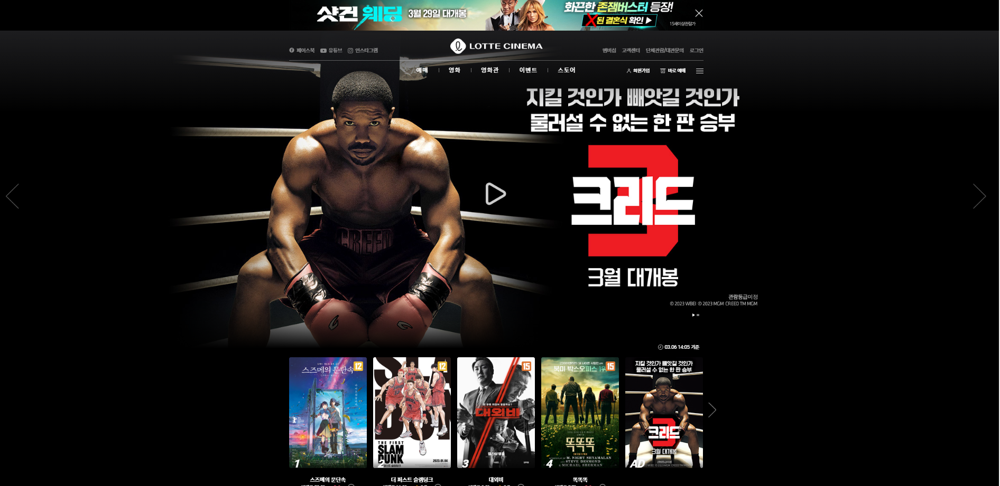 샷건 웨딩
3월 29일 대개봉
화끈한 존잼버스터 등장!
X된 결혼식 확인 ▶
15세이상관람가
페이스북 유튜브 인스타그램
LOTTE CINEMA
멤버십 고객센터 단체관람/대관문의 로그인
예매 영화 영화관 이벤트 스토어
회원가입 바로 예매
지킬 것인가 빼앗길 것인가
물러설 수 없는 한 판 승부
크리드
3
CREED
3월 대개봉
관람등급미정
© 2023 WBEI © 2023 MGM CREED TM MGM
03.06 14:05 기준
스즈메의 문단속
12
1
THE FIRST
SLAM
DUNK
2023.01.04
더 퍼스트 슬램덩크
12
2
대외비
15
3
북미 박스오피스 1위
15
똑똑똑
M. NIGHT SHYAMALAN
STEVE DESMOND
& MICHAEL SHERMAN
4
지킬 것인가 빼앗길 것인가
물러설 수 없는 한 판 승부
크리드
3
3월 대개봉
AD
스즈메의 문단속
더 퍼스트 슬램덩크
대외비
똑똑똑